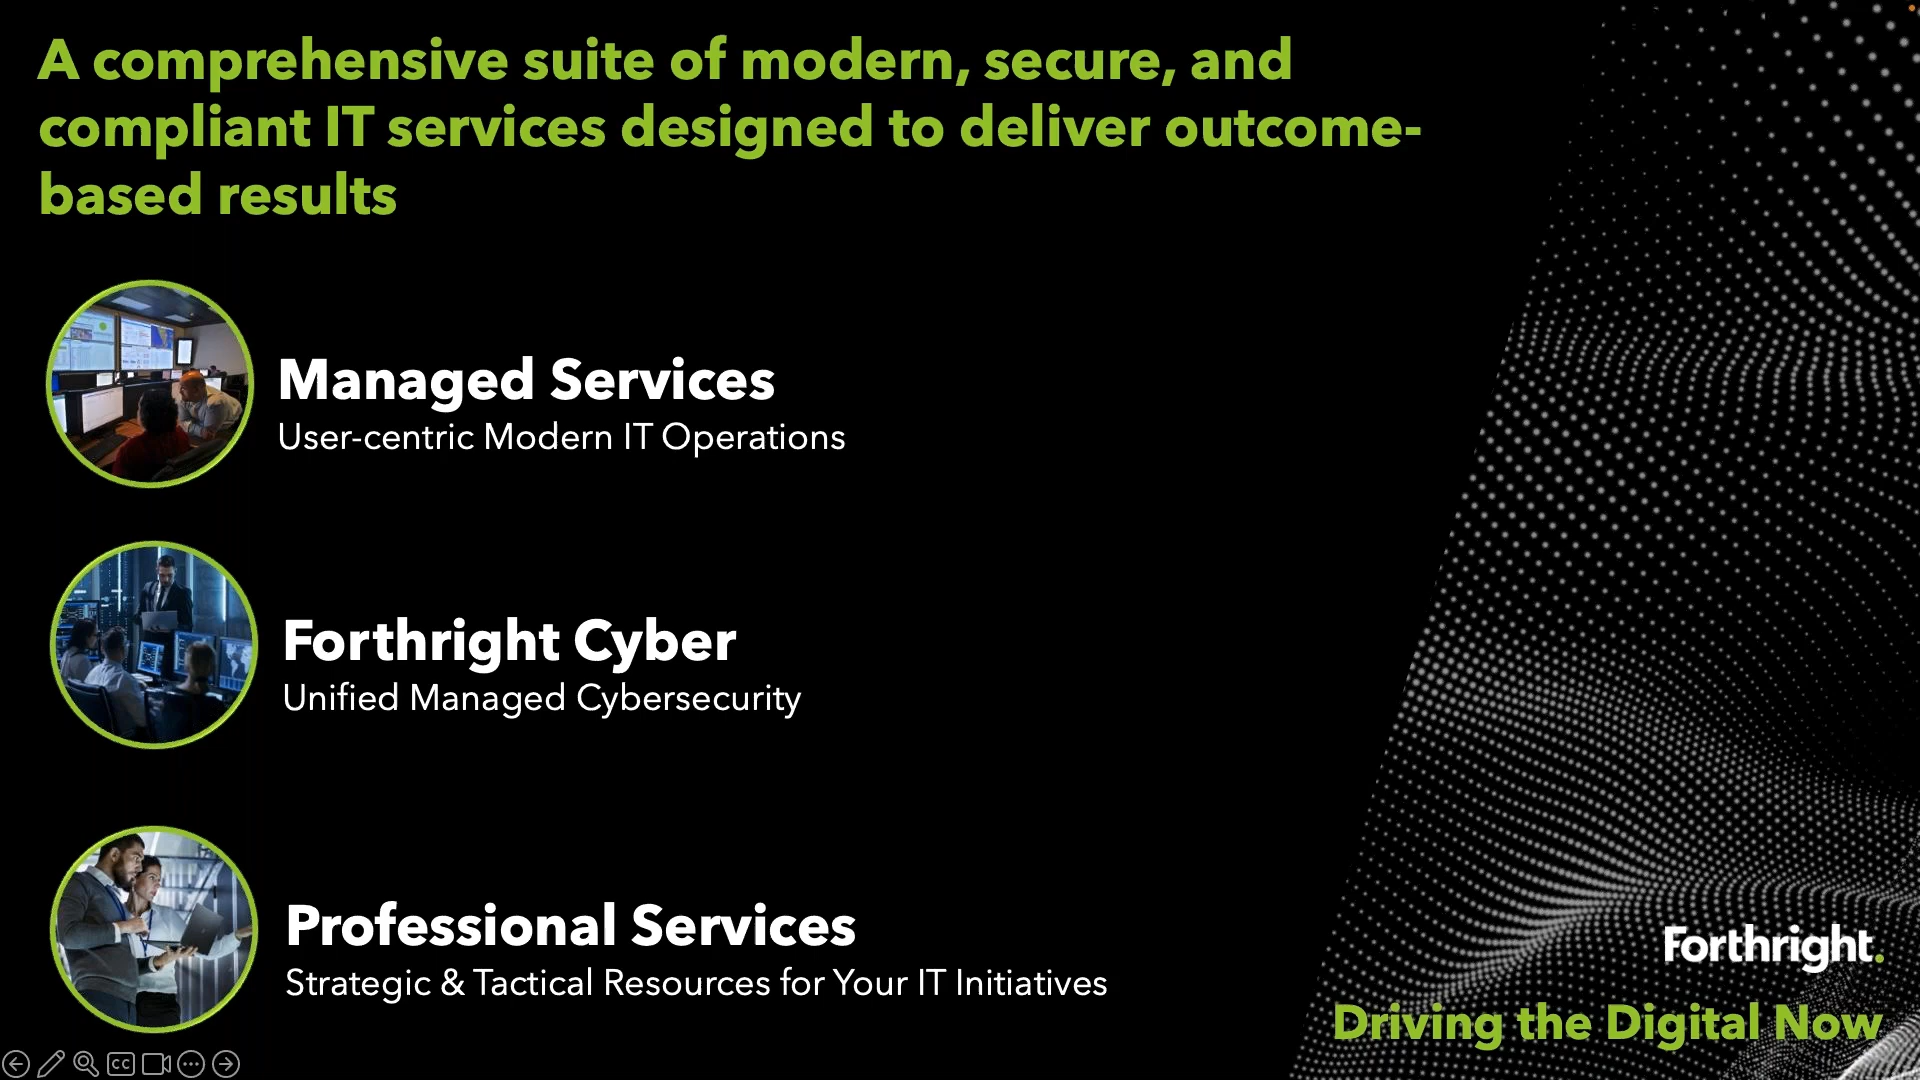 A comprehensive suite of modern, secure, and
compliant IT services designed to deliver outcome-
based results
Managed Services
User-centric Modern IT Operations
Forthright Cyber
Unified Managed Cybersecurity
Professional Services
Strategic & Tactical Resources for Your IT Initiatives
Forthright.
Driving the Digital Now
CC